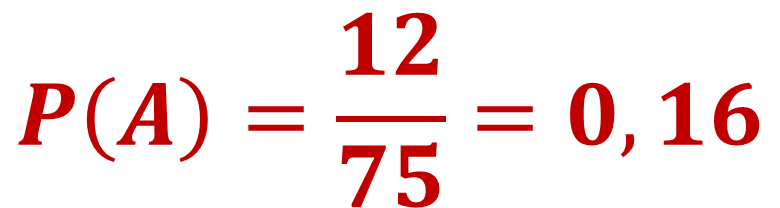 P(A) = 12/75 = 0,16